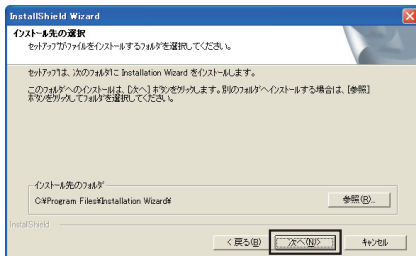 InstallShield Wizard
インストール先の選択
セットアップがファイルをインストールするフォルダを選択してください。
セットアップは、次のフォルダに Installation Wizard をインストールします。
このフォルダへのインストールは、［次へ］ボタンをクリックします。別のフォルダへインストールする場合は、［参照］
ボタンをクリックしてフォルダを選択してください。
インストール先のフォルダ
C:¥Program Files¥Installation Wizard¥
参照(R)...
InstallShield
< 戻る(B)
次へ(N)>
キャンセル